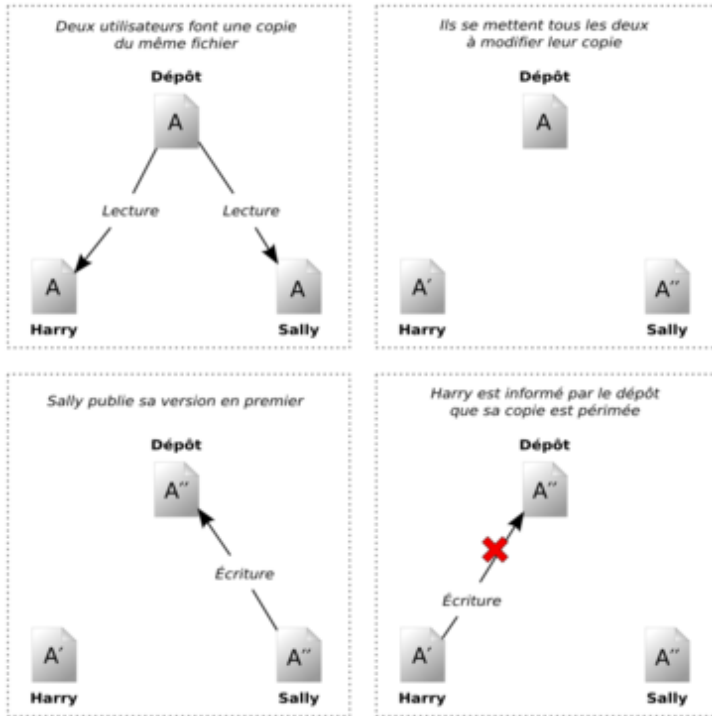 Deux utilisateurs font une copie
du même fichier
Dépôt
A
Lecture
Lecture
A
A
Harry
Sally
Ils se mettent tous les deux
à modifier leur copie
Dépôt
A
A′
A′′
Harry
Sally
Sally publie sa version en premier
Dépôt
A′′
Écriture
A′
A′′
Harry
Sally
Harry est informé par le dépôt
que sa copie est périmée
Dépôt
A′′
Écriture
A′
A′′
Harry
Sally